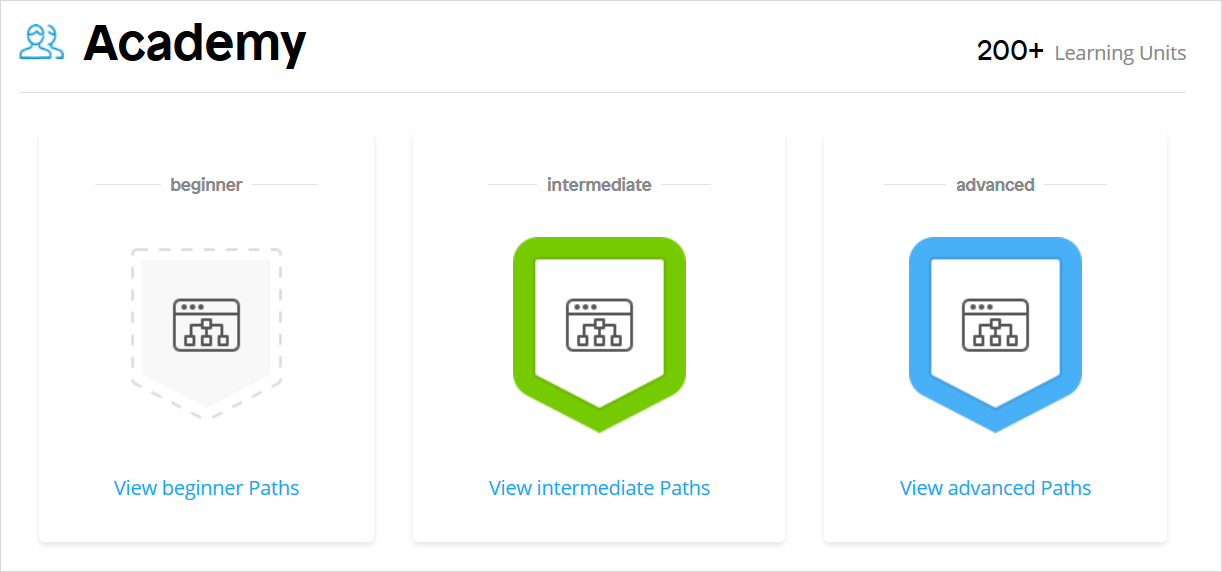 Academy
200+ Learning Units
beginner
intermediate
advanced
View beginner Paths
View intermediate Paths
View advanced Paths